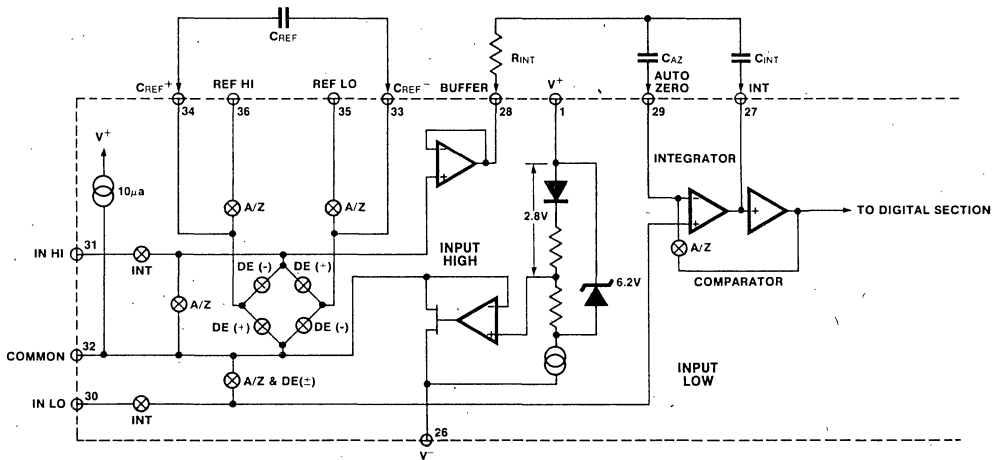 CREF
RINT
CAZ
CINT
CREF+ REF HI REF LO CREF- BUFFER V+ AUTO ZERO INT
34 36 35 33 28 1 29 27
V+
10µa
A/Z A/Z
2.8V
INTEGRATOR
TO DIGITAL SECTION
A/Z
COMPARATOR
IN HI 31
INT
INPUT HIGH
DE (-) DE (+)
A/Z
6.2V
DE (+) DE (-)
COMMON 32
A/Z & DE(±)
INPUT LOW
IN LO 30
INT
26
V-